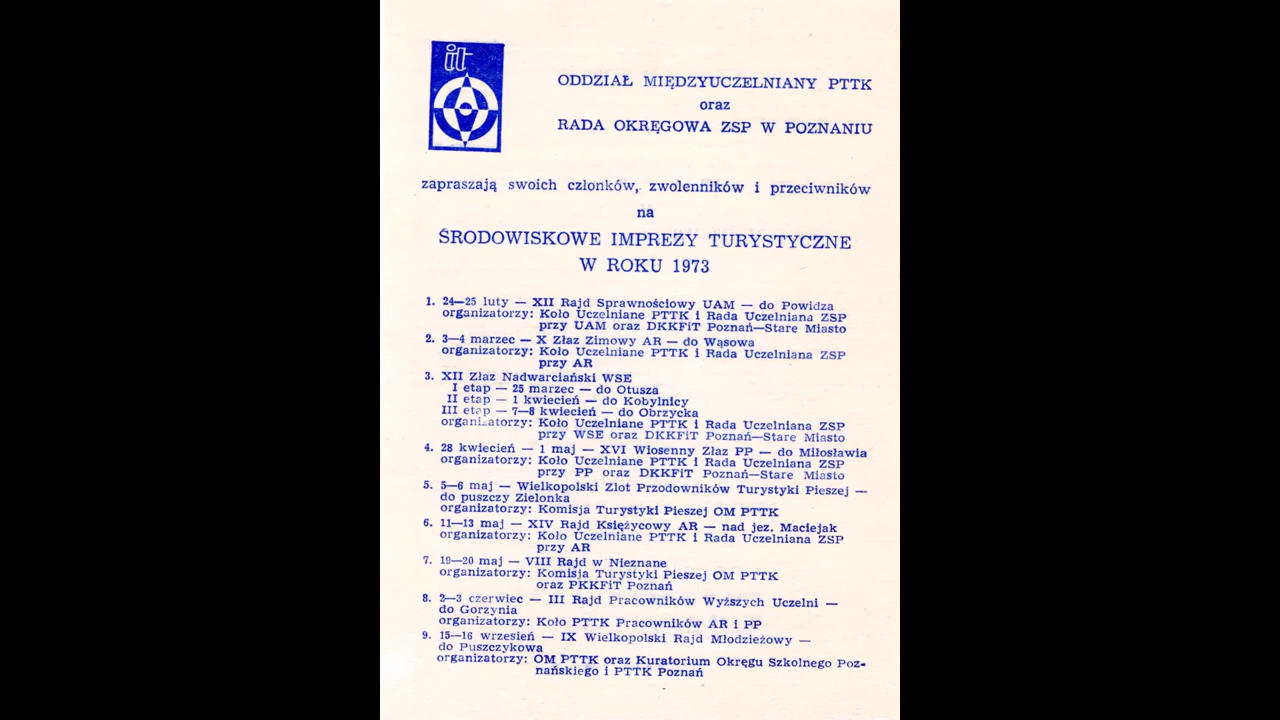 it
ODDZIAŁ MIĘDZYUCZELNIANY PTTK
oraz
RADA OKRĘGOWA ZSP W POZNANIU
zapraszają swoich członków, zwolenników i przeciwników
na
ŚRODOWISKOWE IMPREZY TURYSTYCZNE
W ROKU 1973
1. 24—25 luty — XII Rajd Sprawnościowy UAM — do Powidza
organizatorzy: Koło Uczelniane PTTK i Rada Uczelniana ZSP
przy UAM oraz DKKFiT Poznań—Stare Miasto
2. 3—4 marzec — X Złaz Zimowy AR — do Wąsowa
organizatorzy: Koło Uczelniane PTTK i Rada Uczelniana ZSP
przy AR
3. XII Złaz Nadwarciański WSE
I etap — 25 marzec — do Otusza
II etap — 1 kwiecień — do Kobylnicy
III etap — 7—8 kwiecień — do Obrzycka
organizatorzy: Koło Uczelniane PTTK i Rada Uczelniana ZSP
przy WSE oraz DKKFiT Poznań—Stare Miasto
4. 28 kwiecień — 1 maj — XVI Wiosenny Złaz PP — do Miłosławia
organizatorzy: Koło Uczelniane PTTK i Rada Uczelniana ZSP
przy PP oraz DKKFiT Poznań—Stare Miasto
5. 5—6 maj — Wielkopolski Zlot Przodowników Turystyki Pieszej —
do puszczy Zielonka
organizatorzy: Komisja Turystyki Pieszej OM PTTK
6. 11—13 maj — XIV Rajd Księżycowy AR — nad jez. Maciejak
organizatorzy: Koło Uczelniane PTTK i Rada Uczelniana ZSP
przy AR
7. 19—20 maj — VIII Rajd w Nieznane
organizatorzy: Komisja Turystyki Pieszej OM PTTK
oraz PKKFiT Poznań
8. 2—3 czerwiec — III Rajd Pracowników Wyższych Uczelni —
do Gorzynia
organizatorzy: Koło PTTK Pracowników AR i PP
9. 15—16 wrzesień — IX Wielkopolski Rajd Młodzieżowy —
do Puszczykowa
organizatorzy: OM PTTK oraz Kuratorium Okręgu Szkolnego Poz-
nańskiego i PTTK Poznań